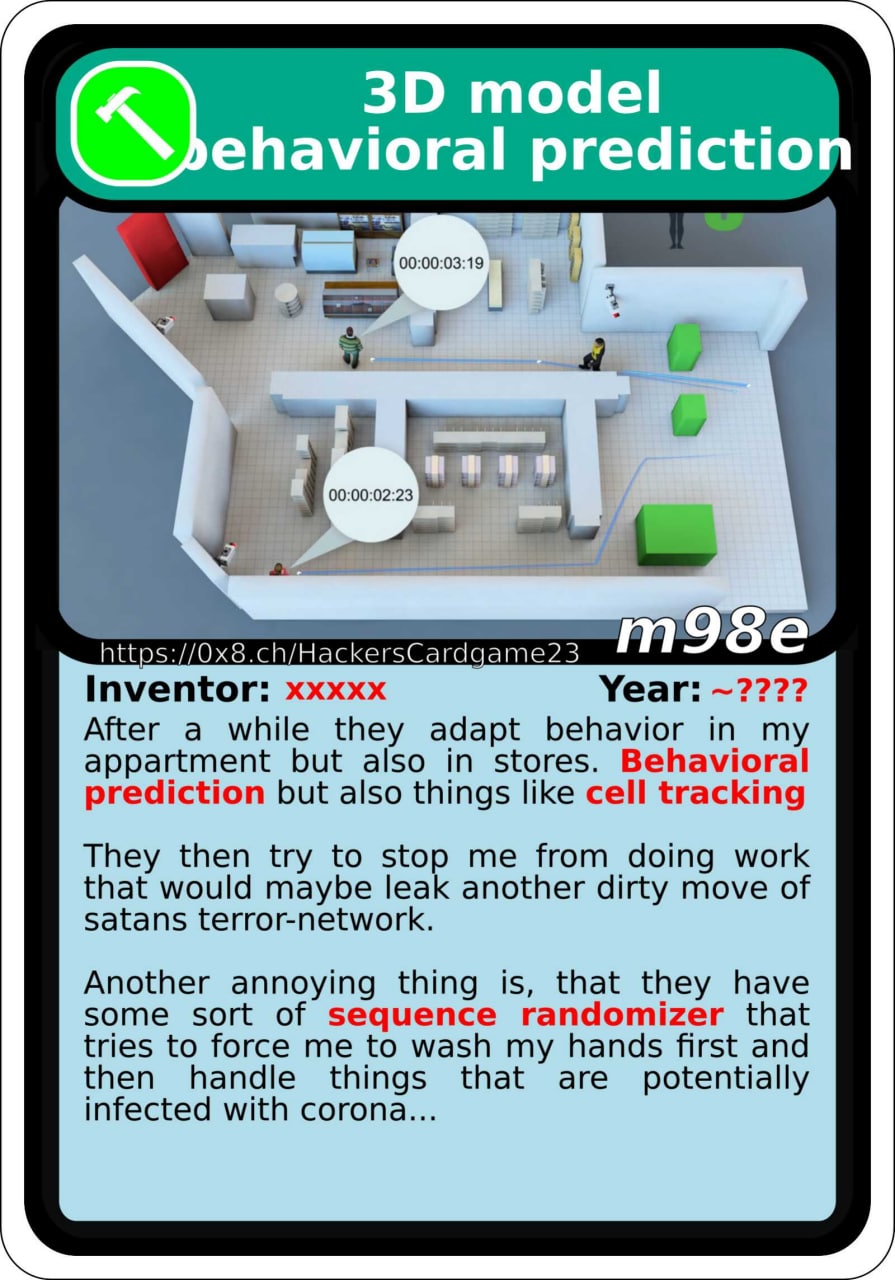 3D model
behavioral prediction
00:00:03:19
00:00:02:23
m98e
https://0x8.ch/HackersCardgame23
Inventor: xxxxx Year: ~????
After a while they adapt behavior in my
appartment but also in stores. Behavioral
prediction but also things like cell tracking
They then try to stop me from doing work
that would maybe leak another dirty move of
satans terror-network.
Another annoying thing is, that they have
some sort of sequence randomizer that
tries to force me to wash my hands first and
then handle things that are potentially
infected with corona...